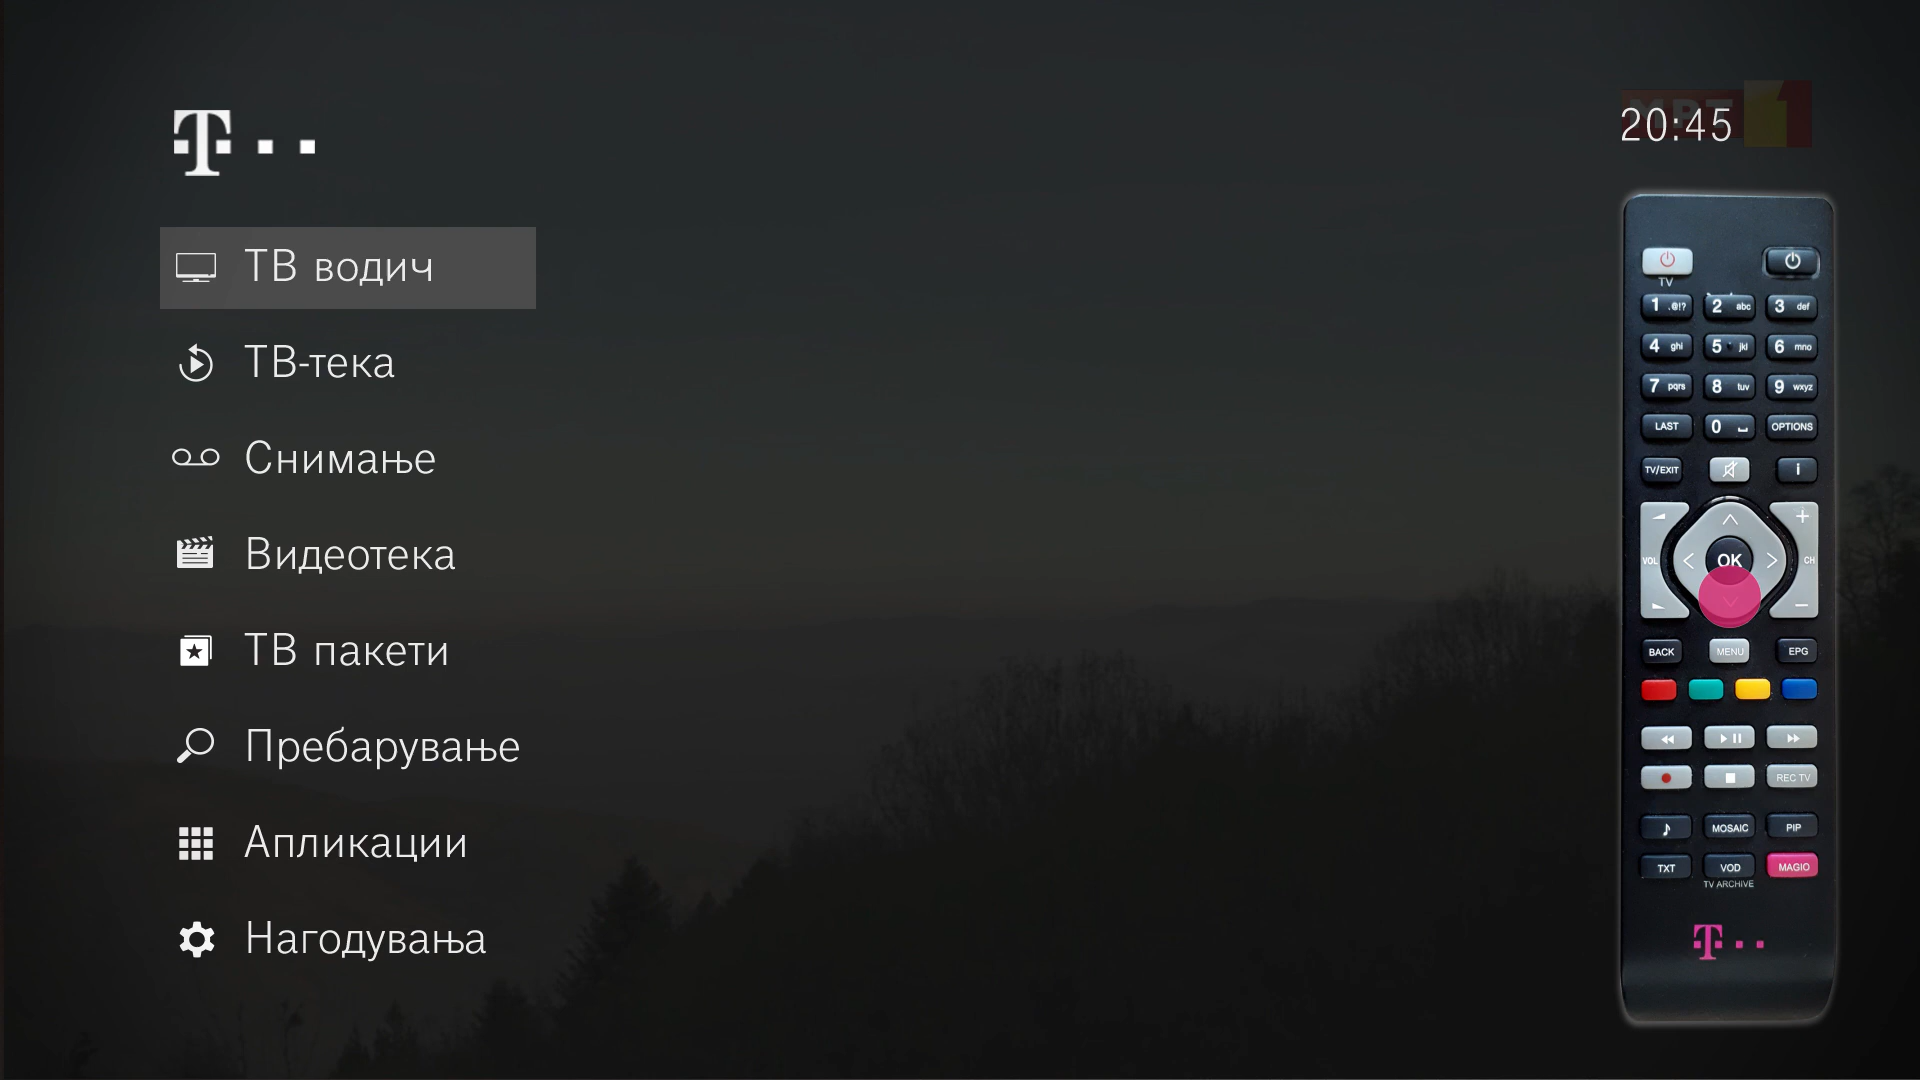 T
МРТ 1
20:45
ТВ водич
ТВ-тека
Снимање
Видеотека
ТВ пакети
Пребарување
Апликации
Нагодувања
TV
1 .@!? 2 abc 3 def
4 ghi 5 jkl 6 mno
7 pqrs 8 tuv 9 wxyz
LAST 0 OPTIONS
TV/EXIT i
+
VOL OK CH
−
BACK MENU EPG
REC TV
MOSAIC PIP
TXT VOD MAGIO
TV ARCHIVE
T